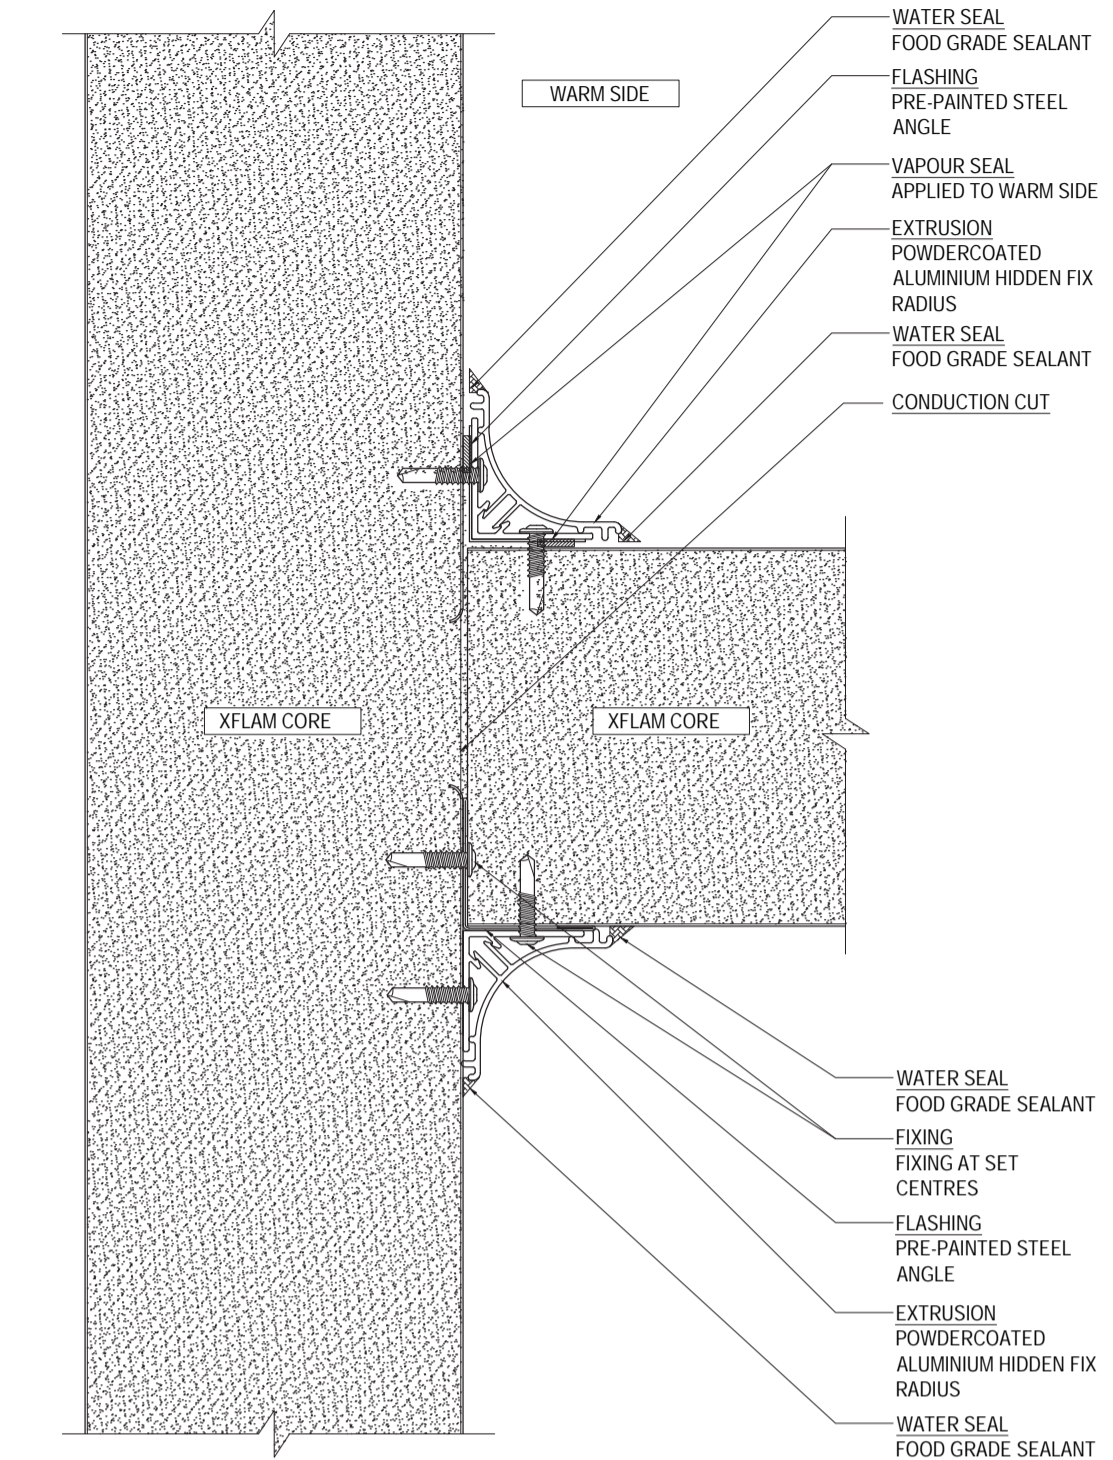 WATER SEAL
FOOD GRADE SEALANT
WARM SIDE
FLASHING
PRE-PAINTED STEEL
ANGLE
VAPOUR SEAL
APPLIED TO WARM SIDE
EXTRUSION
POWDERCOATED
ALUMINIUM HIDDEN FIX
RADIUS
WATER SEAL
FOOD GRADE SEALANT
CONDUCTION CUT
XFLAM CORE
XFLAM CORE
WATER SEAL
FOOD GRADE SEALANT
FIXING
FIXING AT SET
CENTRES
FLASHING
PRE-PAINTED STEEL
ANGLE
EXTRUSION
POWDERCOATED
ALUMINIUM HIDDEN FIX
RADIUS
WATER SEAL
FOOD GRADE SEALANT